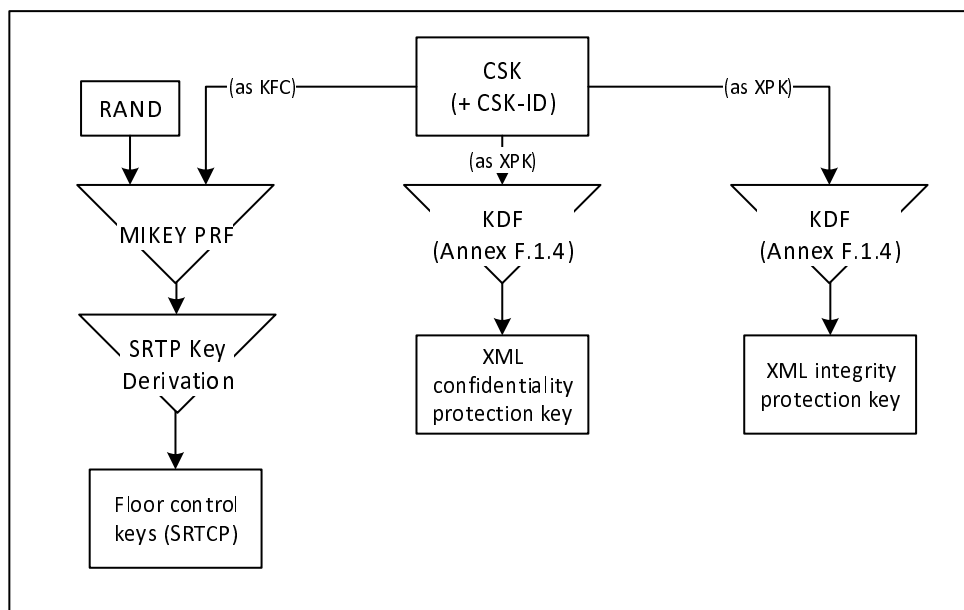 CSK
(+ CSK-ID)
(as KFC)
(as XPK)
RAND
(as XPK)
MIKEY PRF
KDF
(Annex F.1.4)
KDF
(Annex F.1.4)
SRTP Key
Derivation
XML
confidentiality
protection key
XML integrity
protection key
Floor control
keys (SRTCP)